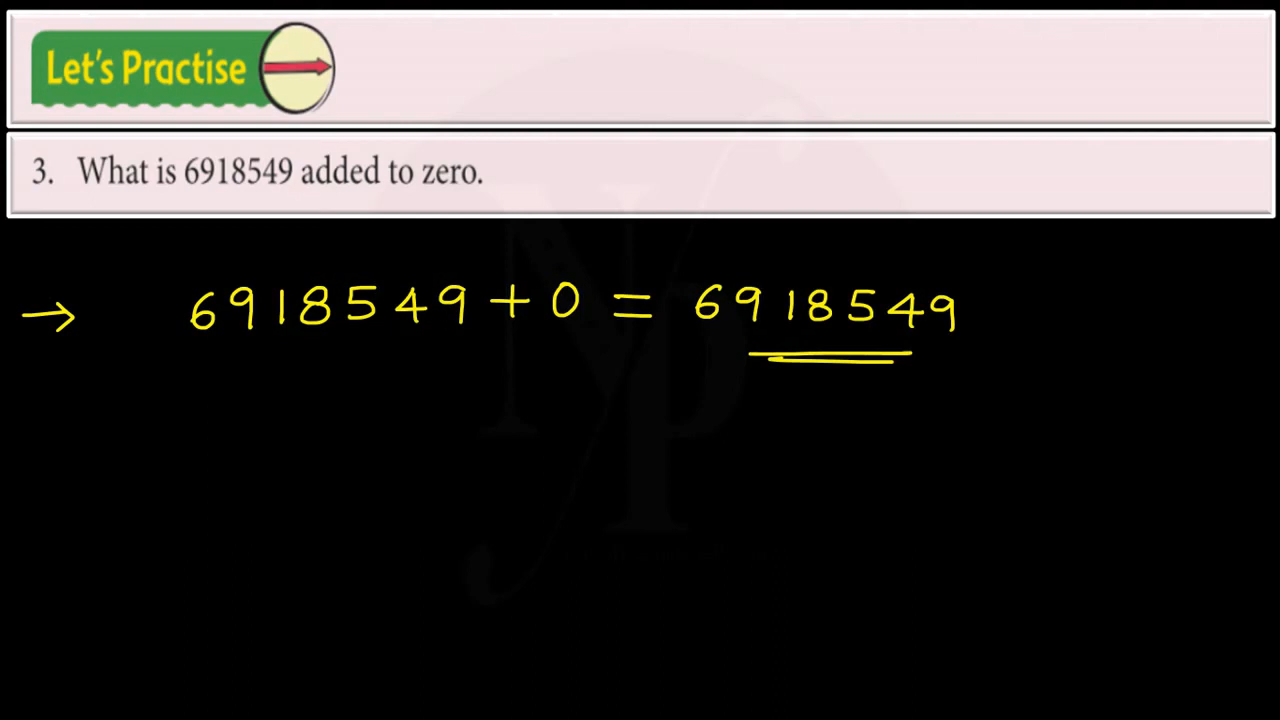 Let's Practise
3. What is 6918549 added to zero.
→ 6918549 + 0 = 6918549